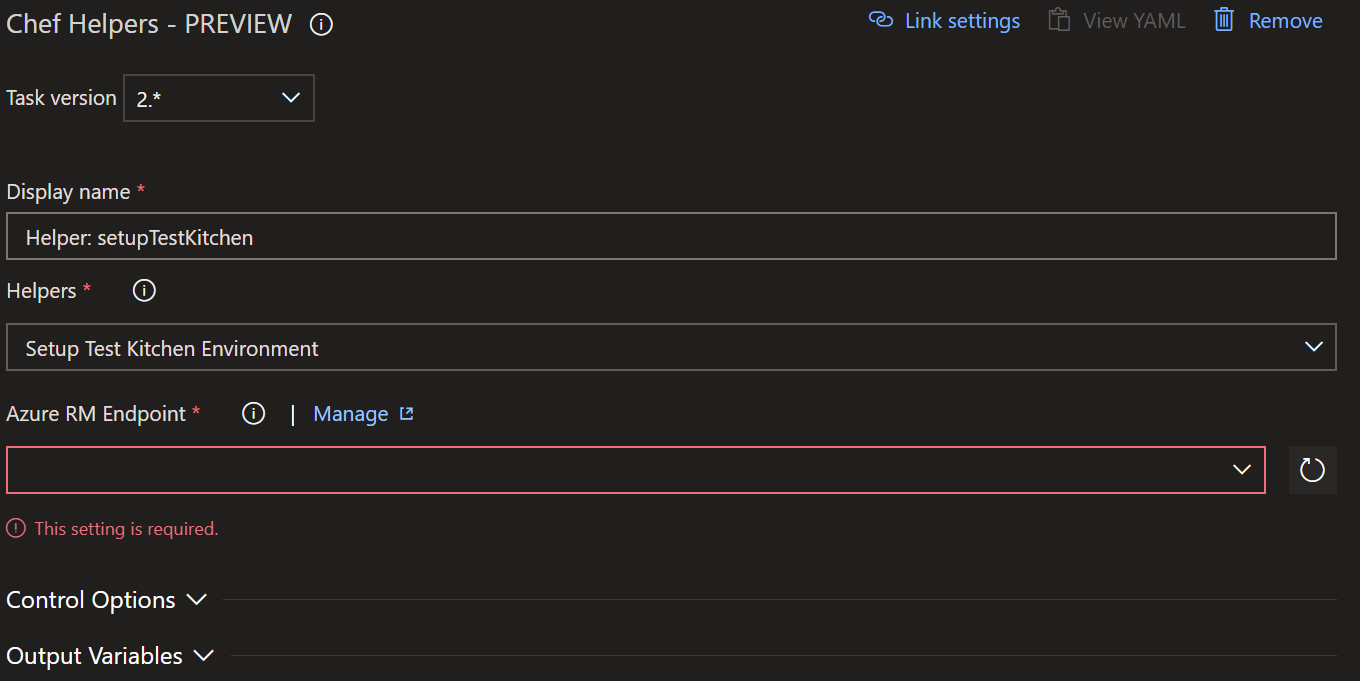 Chef Helpers - PREVIEW
Link settings View YAML Remove
Task version 2.*
Display name *
Helper: setupTestKitchen
Helpers *
Setup Test Kitchen Environment
Azure RM Endpoint * | Manage
This setting is required.
Control Options
Output Variables